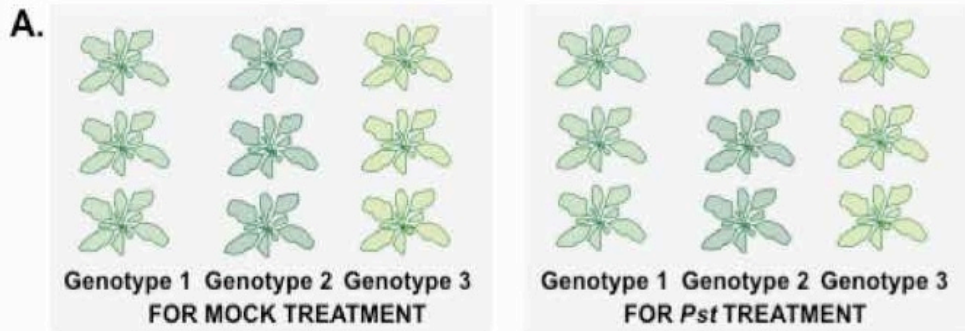 A.
Genotype 1 Genotype 2 Genotype 3
FOR MOCK TREATMENT
Genotype 1 Genotype 2 Genotype 3
FOR Pst TREATMENT